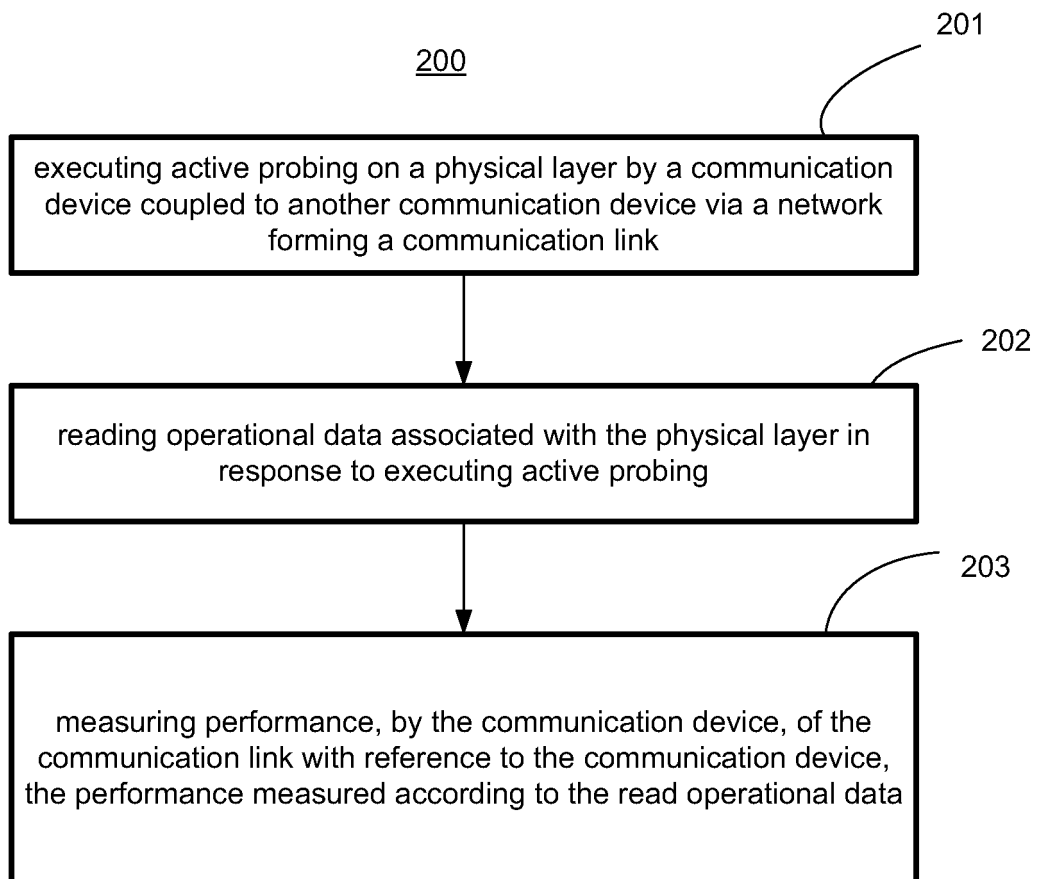 201
200
executing active probing on a physical layer by a communication
device coupled to another communication device via a network
forming a communication link
202
reading operational data associated with the physical layer in
response to executing active probing
203
measuring performance, by the communication device, of the
communication link with reference to the communication device,
the performance measured according to the read operational data